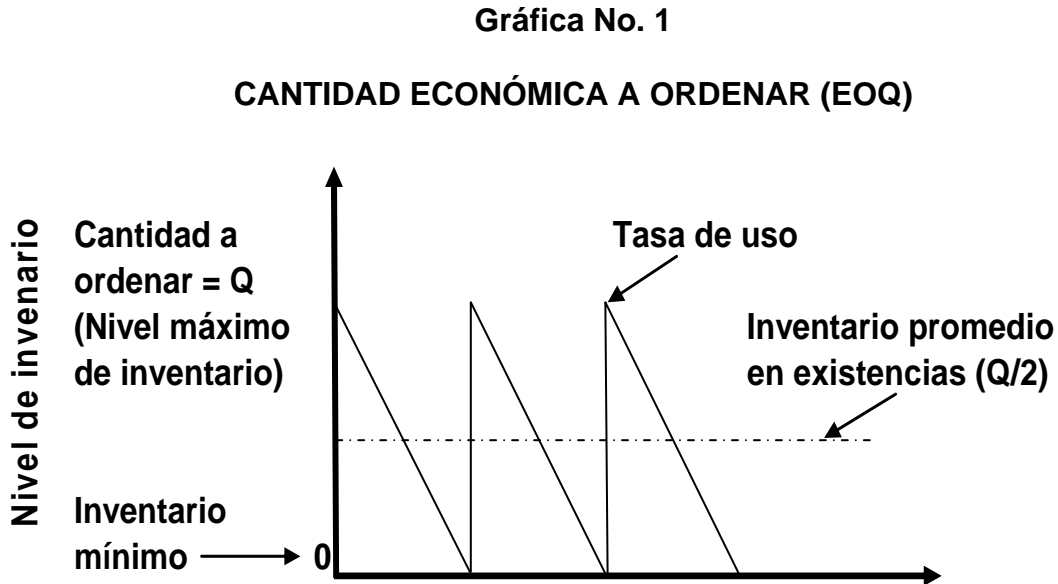 Gráfica No. 1
CANTIDAD ECONÓMICA A ORDENAR (EOQ)
Nivel de invenario
Cantidad a
ordenar = Q
(Nivel máximo
de inventario)
Tasa de uso
Inventario promedio
en existencias (Q/2)
Inventario
mínimo
0